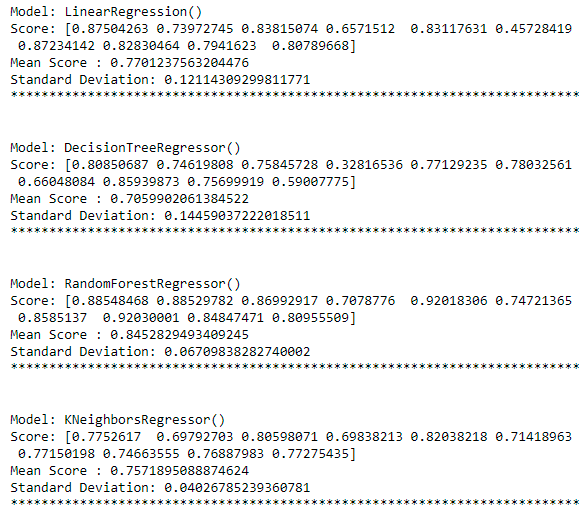 Model: LinearRegression()
Score: [0.87504263 0.73972745 0.83815074 0.6571512  0.83117631 0.45728419
 0.87234142 0.82830464 0.7941623  0.80789668]
Mean Score : 0.7701237563204476
Standard Deviation: 0.12114309299811771
**************************************************************************
Model: DecisionTreeRegressor()
Score: [0.80850687 0.74619808 0.75845728 0.32816536 0.77129235 0.78032561
 0.66048084 0.85939873 0.75699919 0.59007775]
Mean Score : 0.7059902061384522
Standard Deviation: 0.14459037222018511
**************************************************************************
Model: RandomForestRegressor()
Score: [0.88548468 0.88529782 0.86992917 0.7078776  0.92018306 0.74721365
 0.8585137  0.92030001 0.84847471 0.80955509]
Mean Score : 0.8452829493409245
Standard Deviation: 0.06709838282740002
**************************************************************************
Model: KNeighborsRegressor()
Score: [0.7752617  0.69792703 0.80598071 0.69838213 0.82038218 0.71418963
 0.77150198 0.74663555 0.76887983 0.77275435]
Mean Score : 0.7571895088874624
Standard Deviation: 0.04026785239360781
**************************************************************************